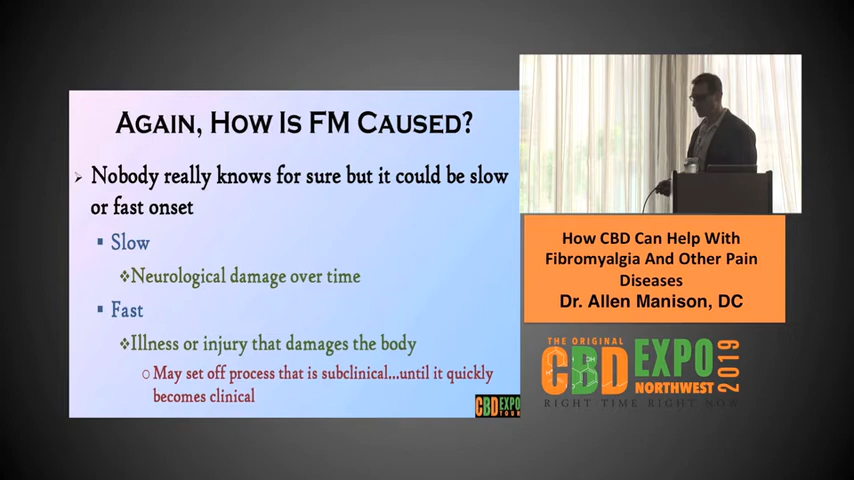 AGAIN, HOW IS FM CAUSED?
➢ Nobody really knows for sure but it could be slow
or fast onset
▪ Slow
❖Neurological damage over time
▪ Fast
❖Illness or injury that damages the body
○May set off process that is subclinical...until it quickly
becomes clinical
CBD EXPO
TOUR
How CBD Can Help With
Fibromyalgia And Other Pain
Diseases
Dr. Allen Manison, DC
THE ORIGINAL
CBD EXPO
NORTHWEST
2019
RIGHT TIME RIGHT NOW